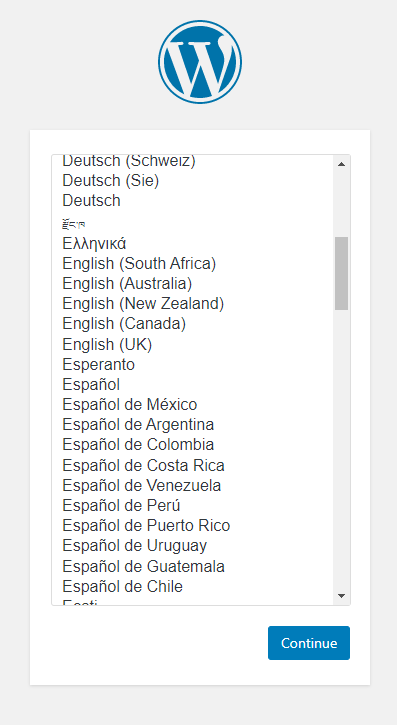 Deutsch (Schweiz)
Deutsch (Sie)
Deutsch
རྫོང་ཁ
Ελληνικά
English (South Africa)
English (Australia)
English (New Zealand)
English (Canada)
English (UK)
Esperanto
Español
Español de México
Español de Argentina
Español de Colombia
Español de Costa Rica
Español de Venezuela
Español de Perú
Español de Puerto Rico
Español de Uruguay
Español de Guatemala
Español de Chile
Eesti
Continue